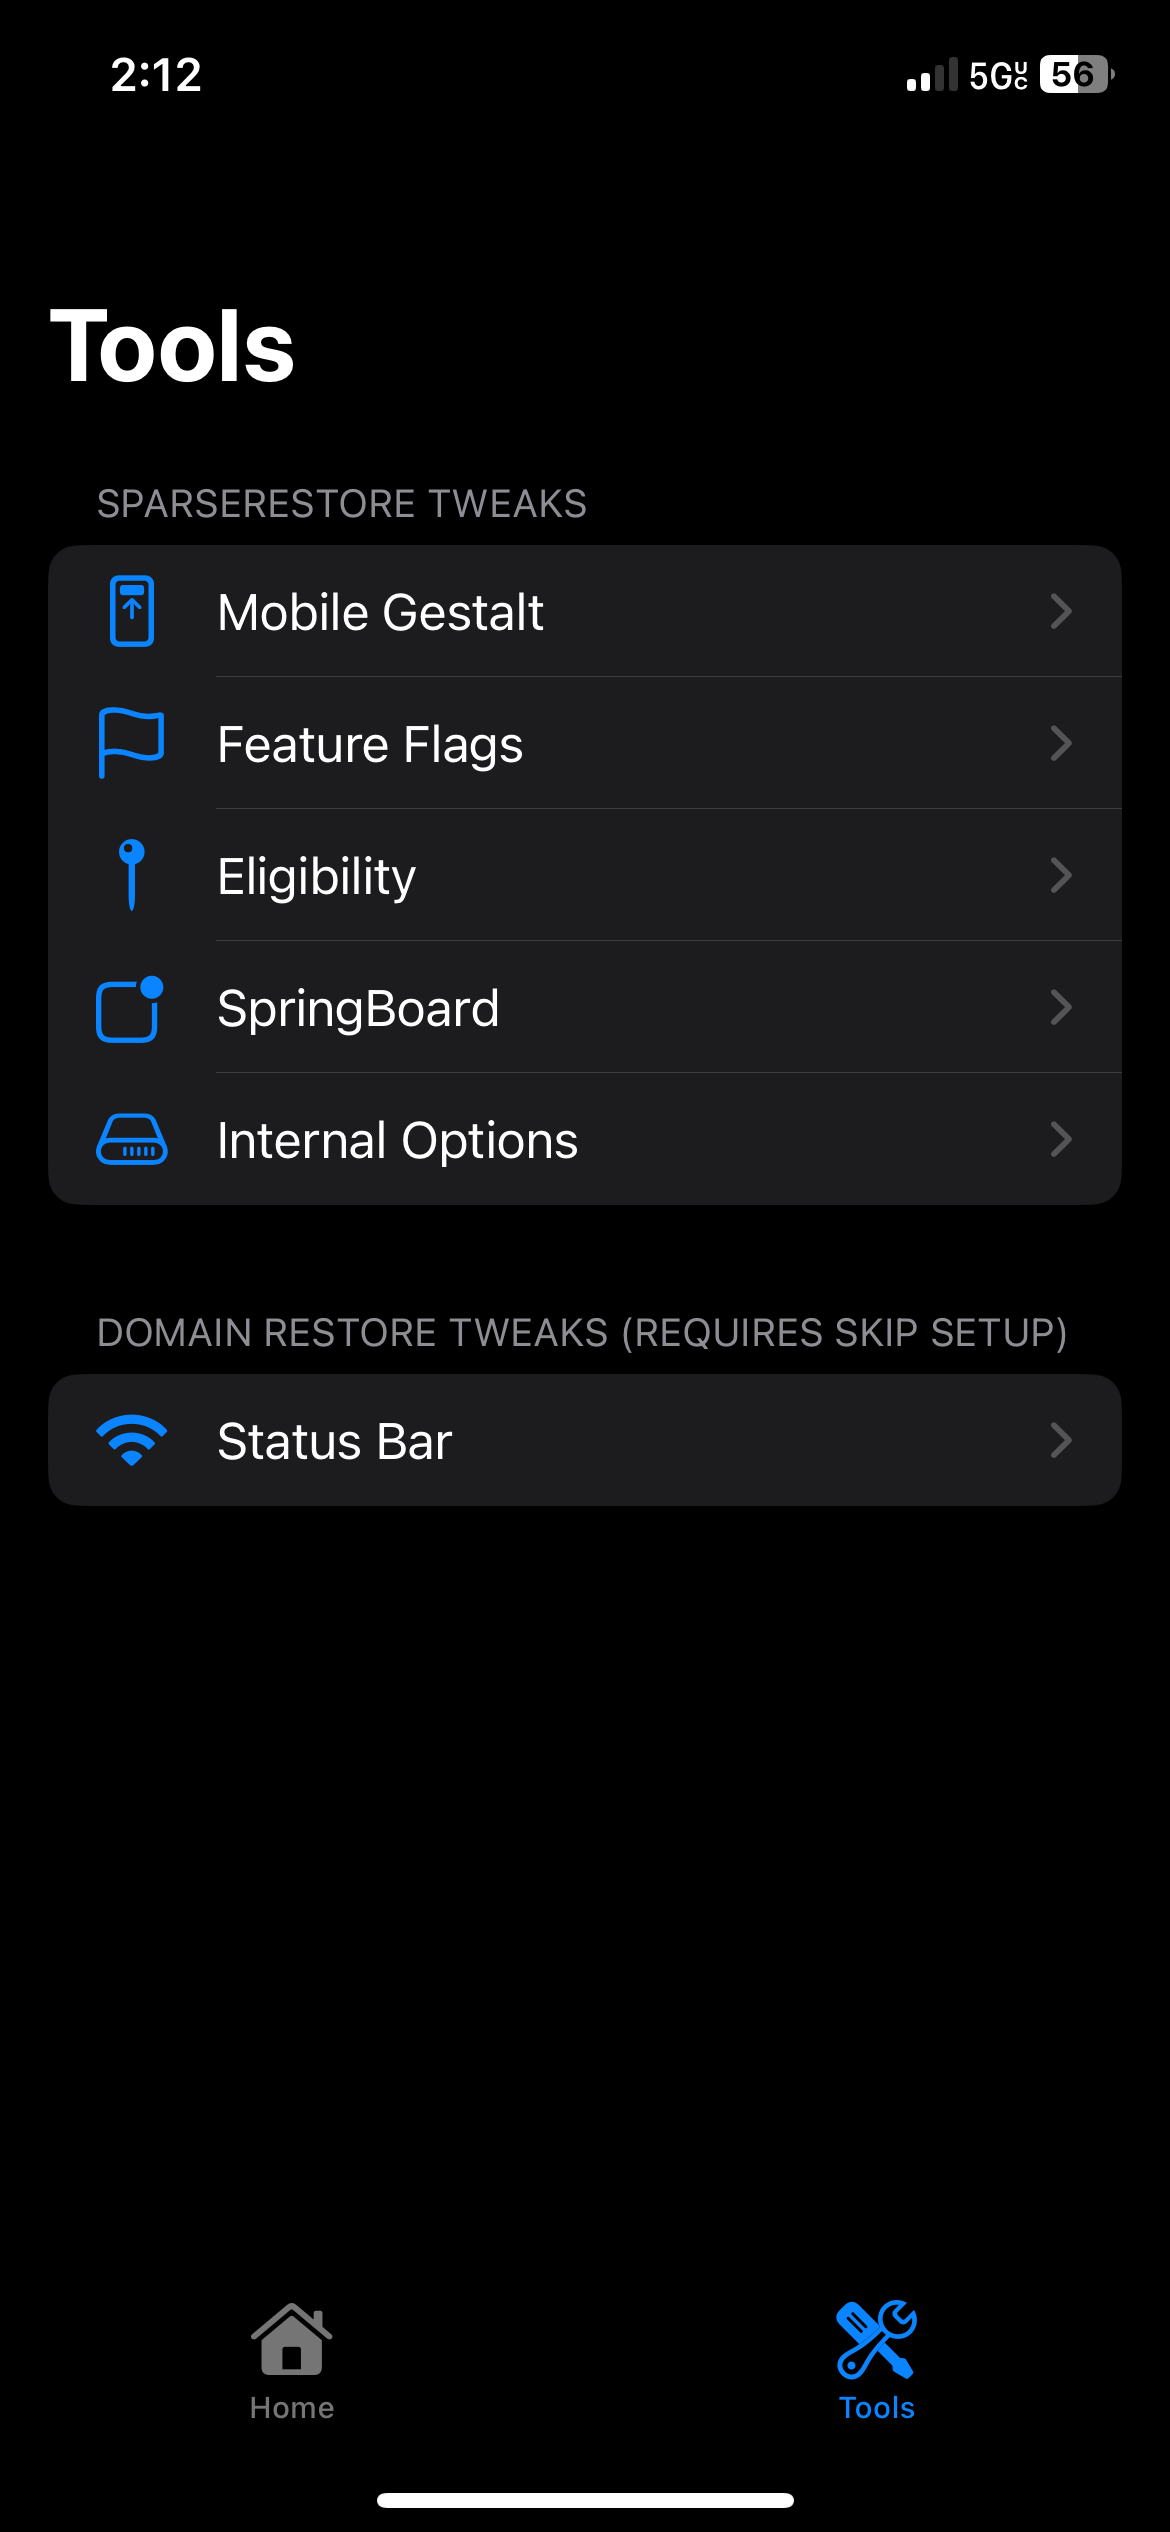 2:12
5G UC
56
Tools
SPARSERESTORE TWEAKS
Mobile Gestalt
Feature Flags
Eligibility
SpringBoard
Internal Options
DOMAIN RESTORE TWEAKS (REQUIRES SKIP SETUP)
Status Bar
Home
Tools